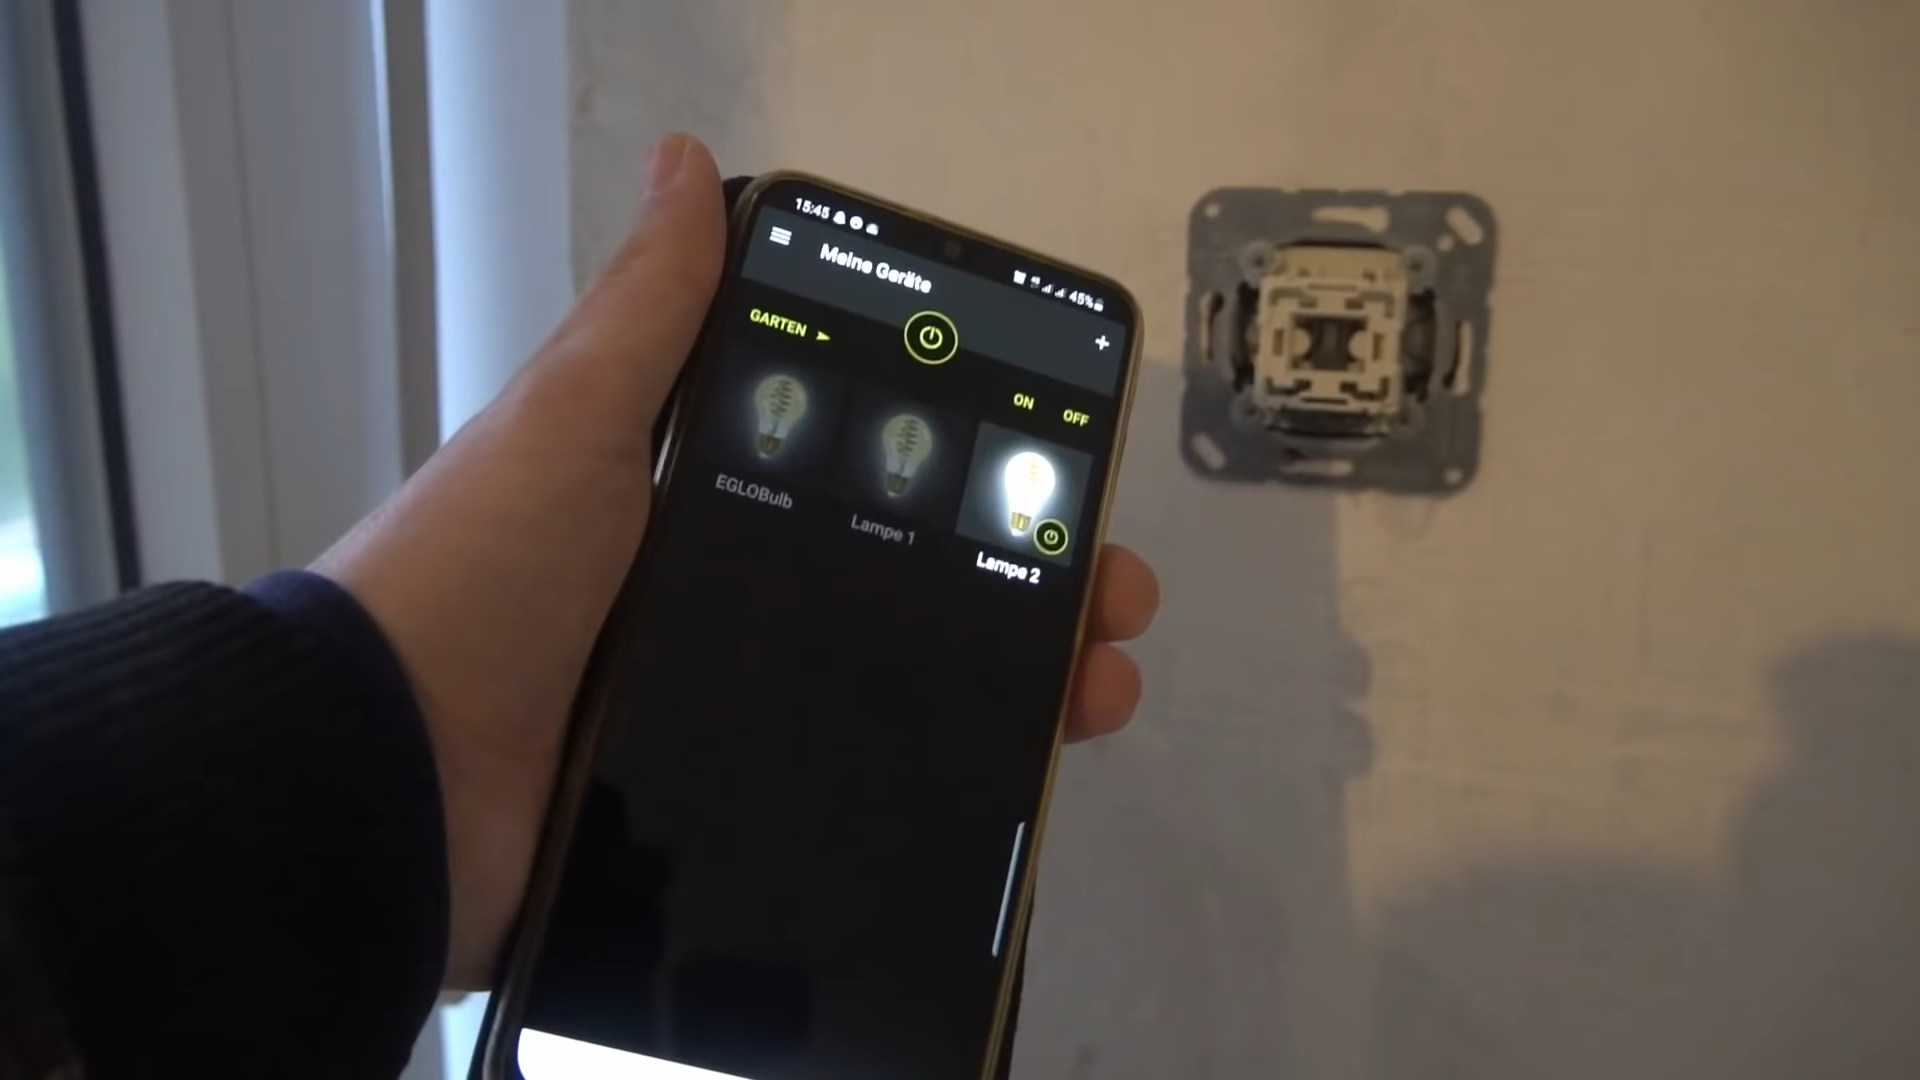 15:45
45%
Meine Geräte
GARTEN
ON OFF
EGLOBulb
Lampe 1
Lampe 2